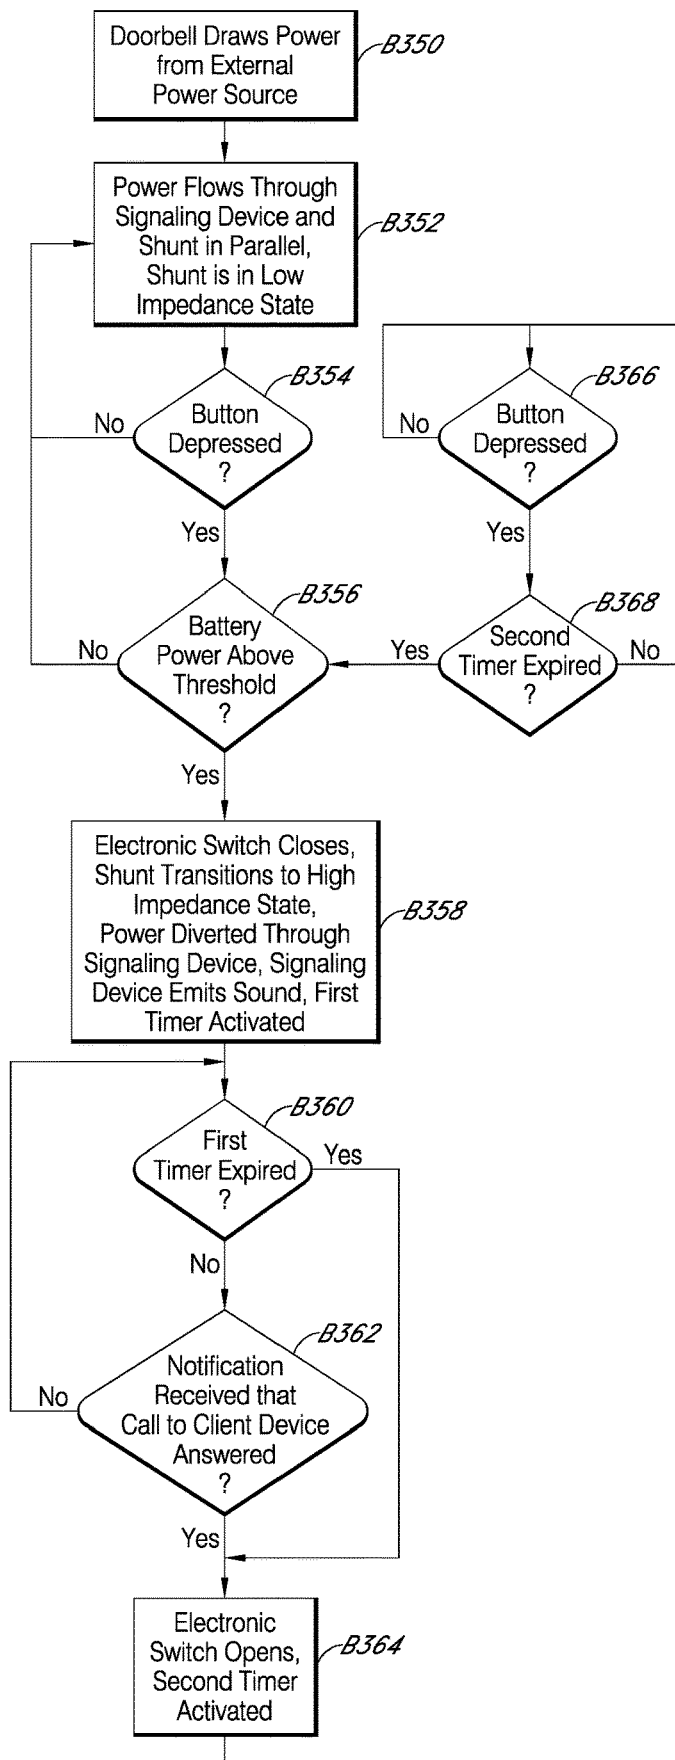 Doorbell Draws Power
from External
Power Source
B350
Power Flows Through
Signaling Device and
Shunt in Parallel,
Shunt is in Low
Impedance State
B352
B354
Button
Depressed
?
No
Yes
B366
Button
Depressed
?
No
Yes
B356
Battery
Power Above
Threshold
?
No
Yes
B368
Second
Timer Expired
?
Yes
No
Electronic Switch Closes,
Shunt Transitions to High
Impedance State,
Power Diverted Through
Signaling Device, Signaling
Device Emits Sound, First
Timer Activated
B358
B360
First
Timer Expired
?
Yes
No
B362
Notification
Received that
Call to Client Device
Answered
?
No
Yes
Electronic
Switch Opens,
Second Timer
Activated
B364